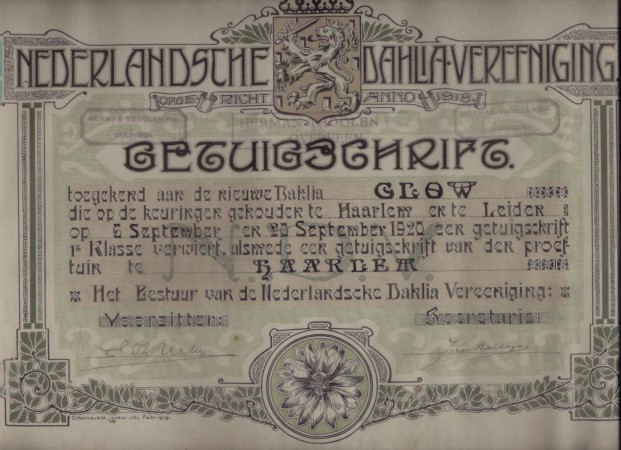 NEDERLANDSCHE DAHLIA-VEREENIGING
OPGERICHT ANNO 1918.
HERMAN
OVERVEEN
GETUIGSCHRIFT.
toegekend aan de nieuwe Dahlia GLOW
die op de keuringen gehouden te Haarlem en te Leiden
op 6 September en 20 September 1920 een getuigschrift
1e Klasse verwierf, alsmede een getuigschrift van den proef
tuin te HAARLEM
Het Bestuur van de Nederlandsche Dahlia Vereeniging:
Voorzitter: Secretaris: